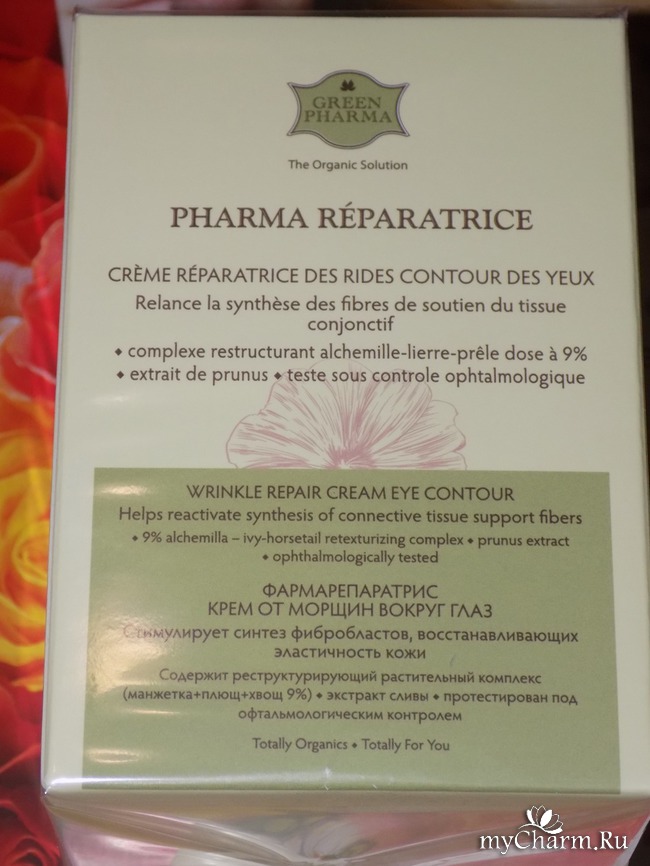 GREEN
PHARMA
The Organic Solution
PHARMA RÉPARATRICE
CRÈME RÉPARATRICE DES RIDES CONTOUR DES YEUX
Relance la synthèse des fibres de soutien du tissue
conjonctif
◆ complexe restructurant alchemille-lierre-prêle dose à 9%
◆ extrait de prunus ◆ teste sous controle ophtalmologique
WRINKLE REPAIR CREAM EYE CONTOUR
Helps reactivate synthesis of connective tissue support fibers
◆ 9% alchemilla – ivy-horsetail retexturizing complex ◆ prunus extract
◆ ophthalmologically tested
ФАРМАРЕПАРАТРИС
КРЕМ ОТ МОРЩИН ВОКРУГ ГЛАЗ
Стимулирует синтез фибробластов, восстанавливающих
эластичность кожи
Содержит реструктурирующий растительный комплекс
(манжетка+плющ+хвощ 9%) ◆ экстракт сливы ◆ протестирован под
офтальмологическим контролем
Totally Organics ◆ Totally For You
myCharm.Ru